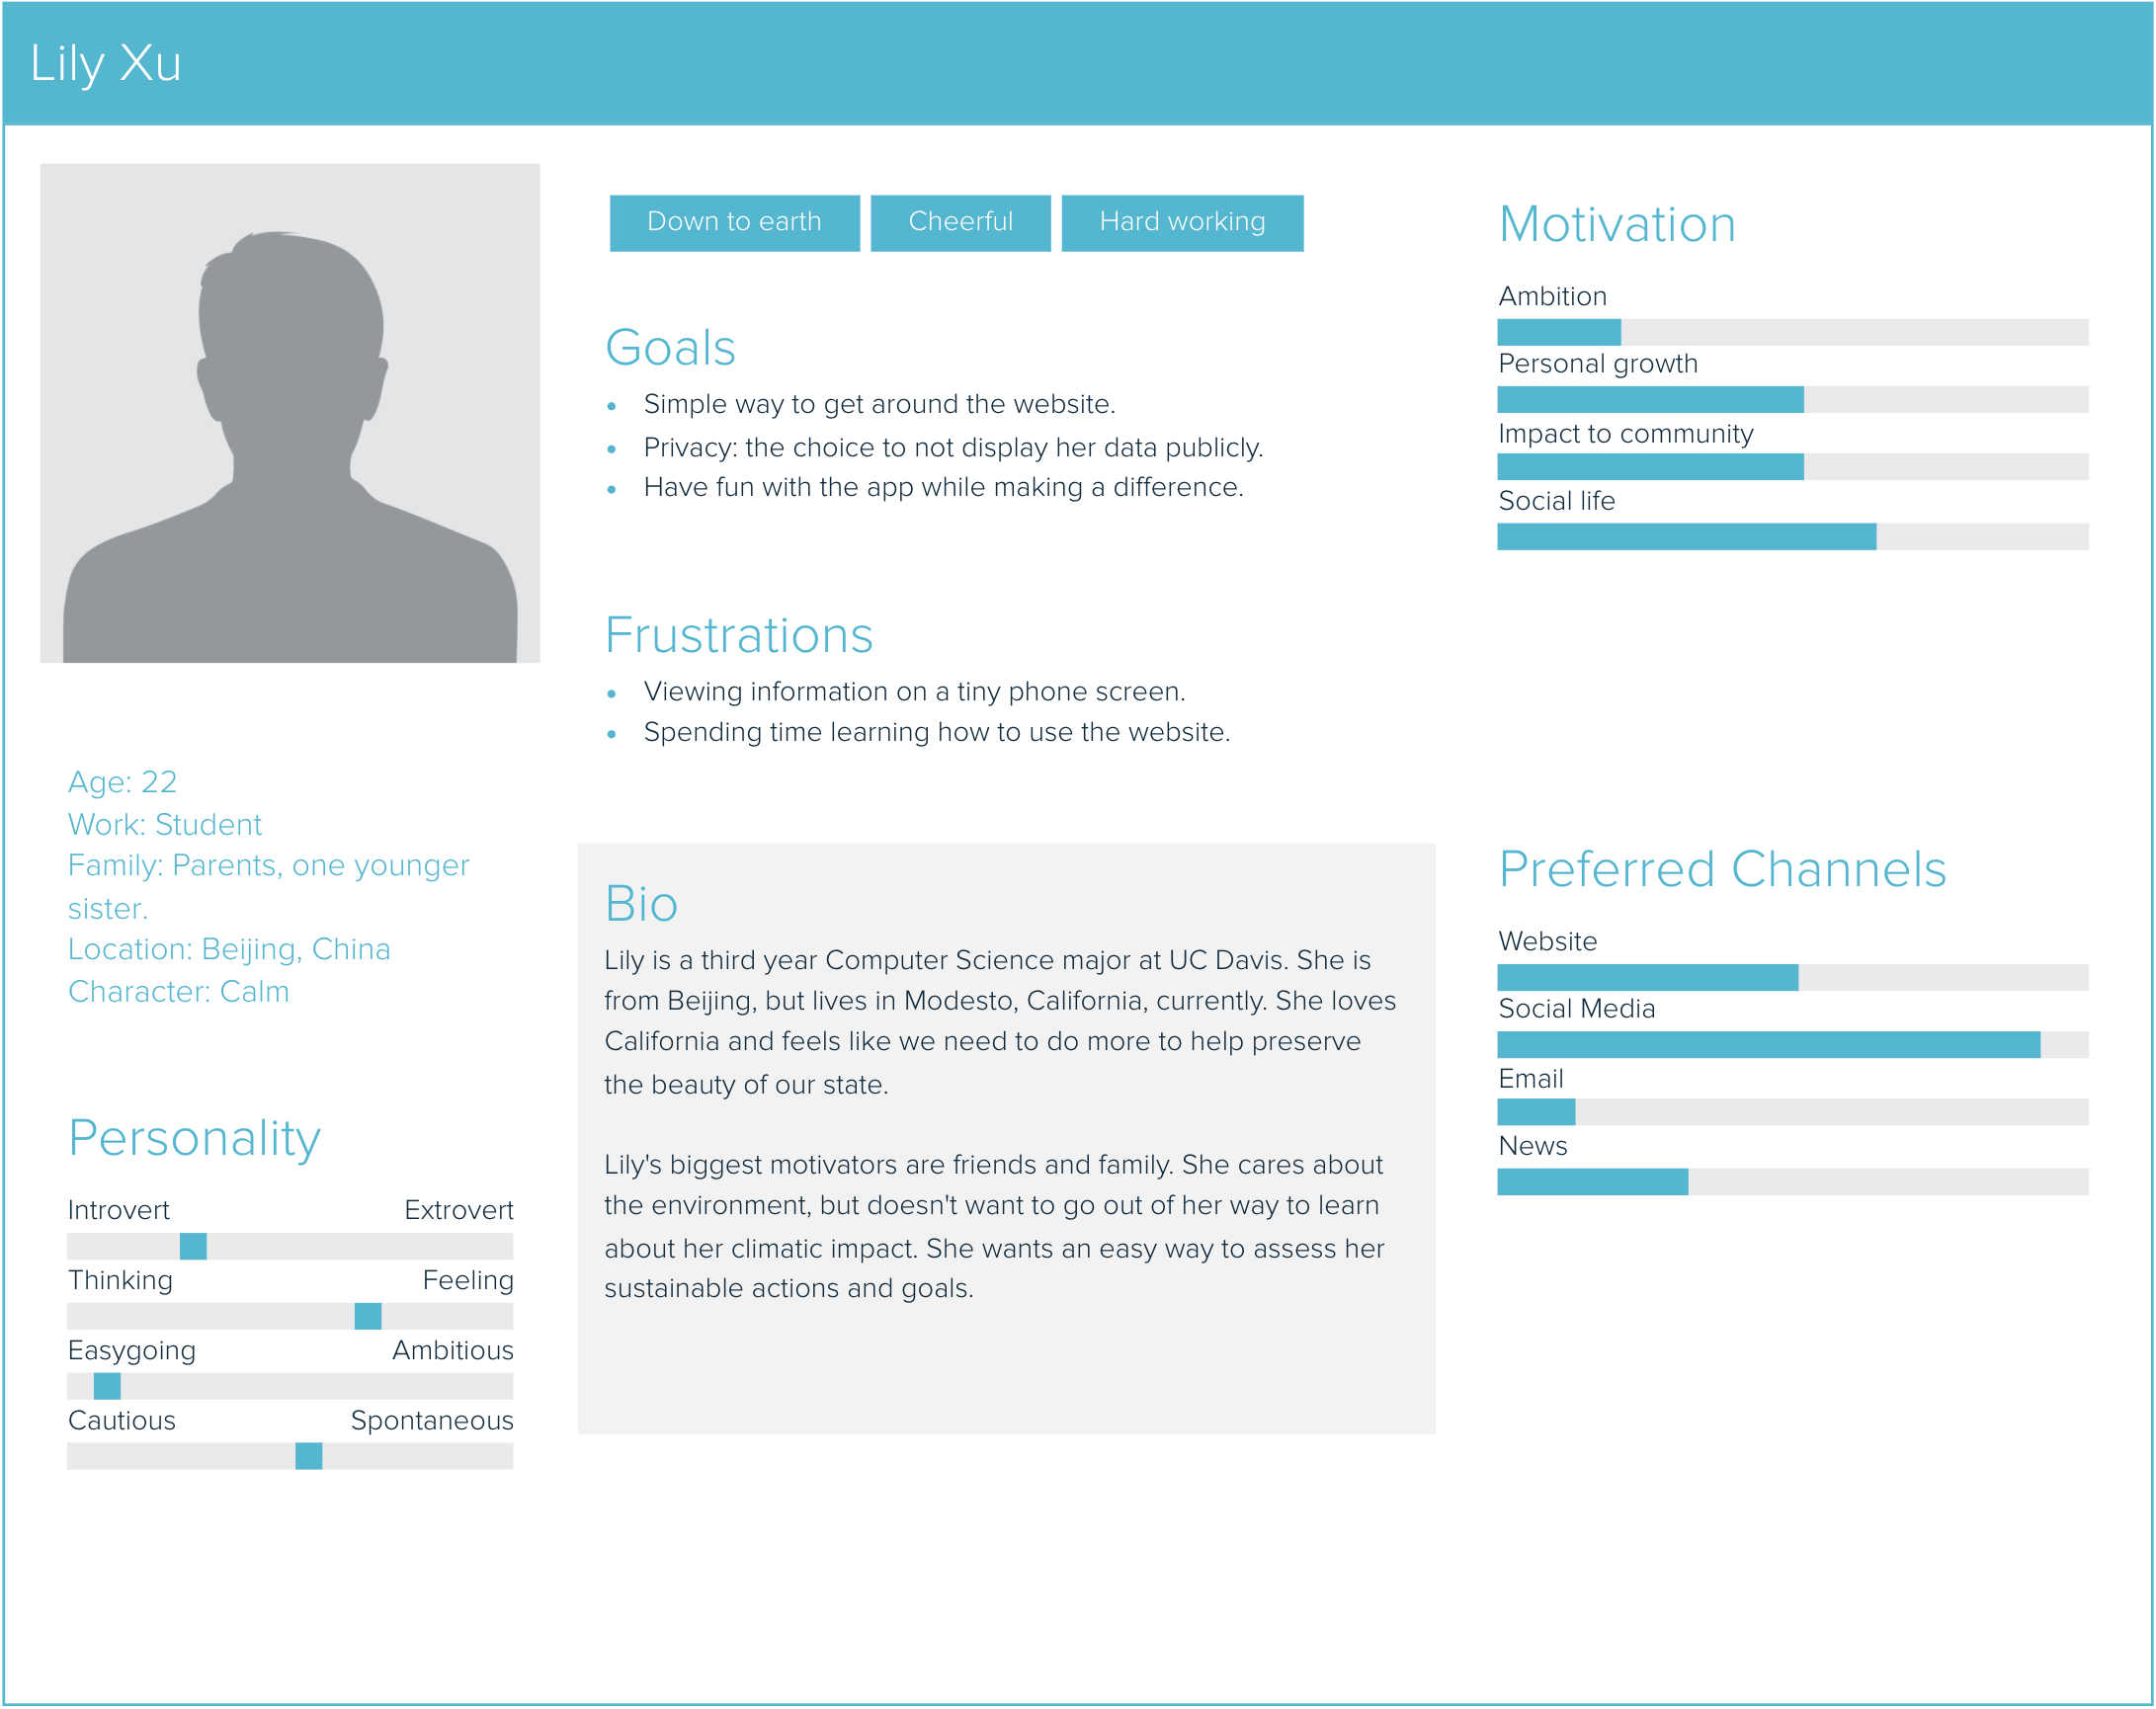 Lily Xu
Down to earth
Cheerful
Hard working
Goals
• Simple way to get around the website.
• Privacy: the choice to not display her data publicly.
• Have fun with the app while making a difference.
Frustrations
• Viewing information on a tiny phone screen.
• Spending time learning how to use the website.
Age: 22
Work: Student
Family: Parents, one younger
sister.
Location: Beijing, China
Character: Calm
Personality
Introvert Extrovert
Thinking Feeling
Easygoing Ambitious
Cautious Spontaneous
Bio
Lily is a third year Computer Science major at UC Davis. She is
from Beijing, but lives in Modesto, California, currently. She loves
California and feels like we need to do more to help preserve
the beauty of our state.
Lily's biggest motivators are friends and family. She cares about
the environment, but doesn't want to go out of her way to learn
about her climatic impact. She wants an easy way to assess her
sustainable actions and goals.
Motivation
Ambition
Personal growth
Impact to community
Social life
Preferred Channels
Website
Social Media
Email
News